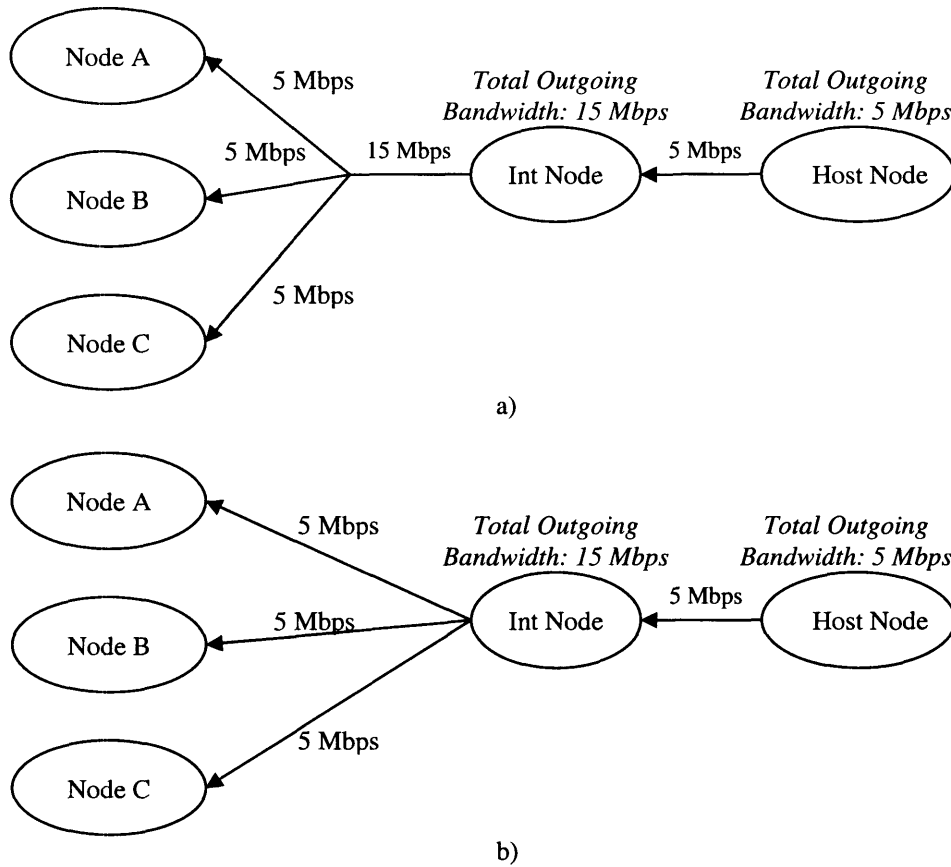 Node A
5 Mbps
Total Outgoing
Bandwidth: 15 Mbps
Total Outgoing
Bandwidth: 5 Mbps
Node B
5 Mbps
15 Mbps
Int Node
5 Mbps
Host Node
Node C
5 Mbps
a)
Node A
5 Mbps
Total Outgoing
Bandwidth: 15 Mbps
Total Outgoing
Bandwidth: 5 Mbps
Node B
5 Mbps
Int Node
5 Mbps
Host Node
Node C
5 Mbps
b)